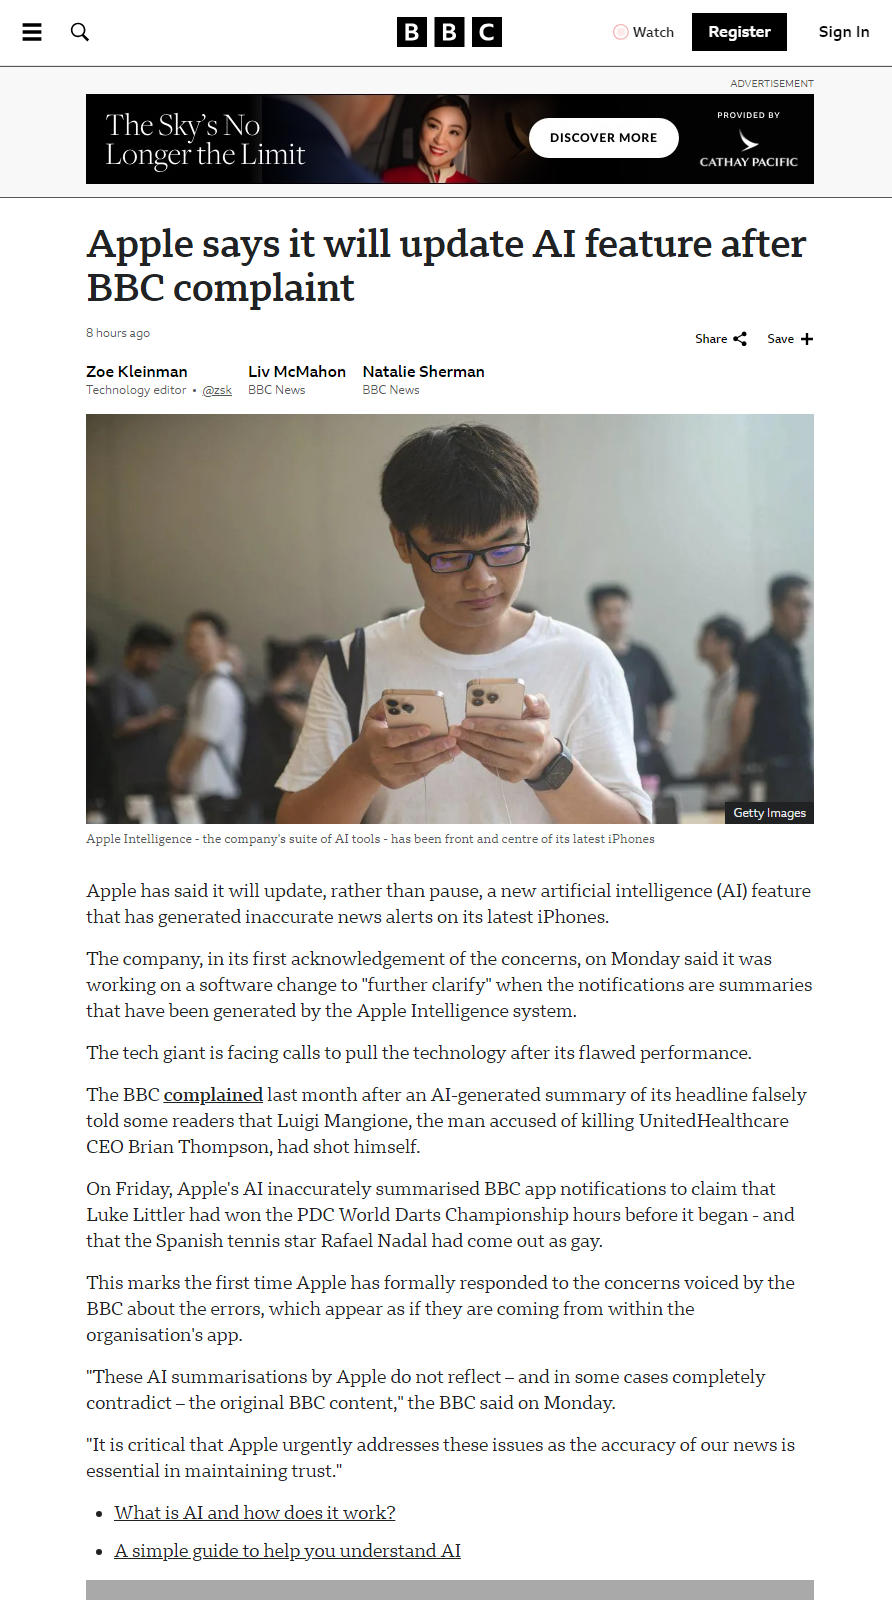 BBC
Watch
Register
Sign In
ADVERTISEMENT
The Sky's No
Longer the Limit
DISCOVER MORE
PROVIDED BY
CATHAY PACIFIC
Apple says it will update AI feature after
BBC complaint
8 hours ago
Share
Save
Zoe Kleinman
Technology editor • @zsk
Liv McMahon
BBC News
Natalie Sherman
BBC News
Getty Images
Apple Intelligence - the company's suite of AI tools - has been front and centre of its latest iPhones
Apple has said it will update, rather than pause, a new artificial intelligence (AI) feature
that has generated inaccurate news alerts on its latest iPhones.
The company, in its first acknowledgement of the concerns, on Monday said it was
working on a software change to "further clarify" when the notifications are summaries
that have been generated by the Apple Intelligence system.
The tech giant is facing calls to pull the technology after its flawed performance.
The BBC complained last month after an AI-generated summary of its headline falsely
told some readers that Luigi Mangione, the man accused of killing UnitedHealthcare
CEO Brian Thompson, had shot himself.
On Friday, Apple's AI inaccurately summarised BBC app notifications to claim that
Luke Littler had won the PDC World Darts Championship hours before it began - and
that the Spanish tennis star Rafael Nadal had come out as gay.
This marks the first time Apple has formally responded to the concerns voiced by the
BBC about the errors, which appear as if they are coming from within the
organisation's app.
"These AI summarisations by Apple do not reflect – and in some cases completely
contradict – the original BBC content," the BBC said on Monday.
"It is critical that Apple urgently addresses these issues as the accuracy of our news is
essential in maintaining trust."
• What is AI and how does it work?
• A simple guide to help you understand AI